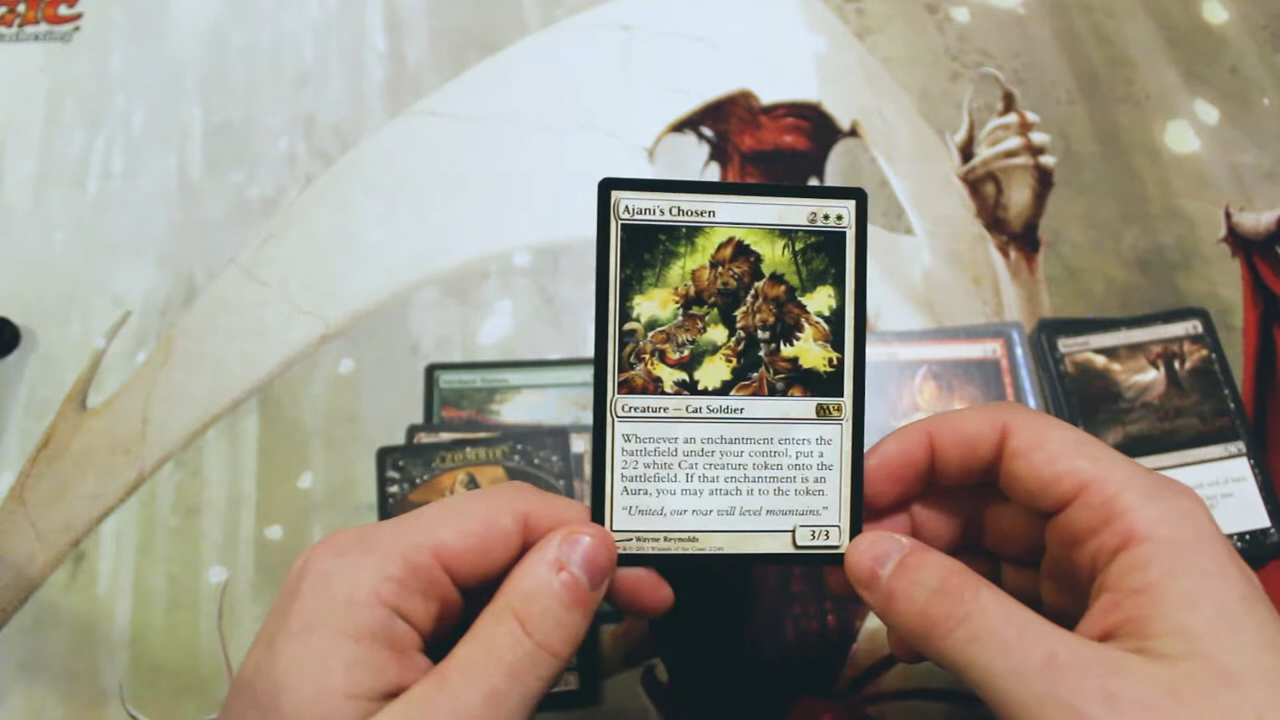 Ajani's Chosen 2
Creature — Cat Soldier M14
Whenever an enchantment enters the
battlefield under your control, put a
2/2 white Cat creature token onto the
battlefield. If that enchantment is an
Aura, you may attach it to the token.
"United, our roar will level mountains."
3/3
Wayne Reynolds